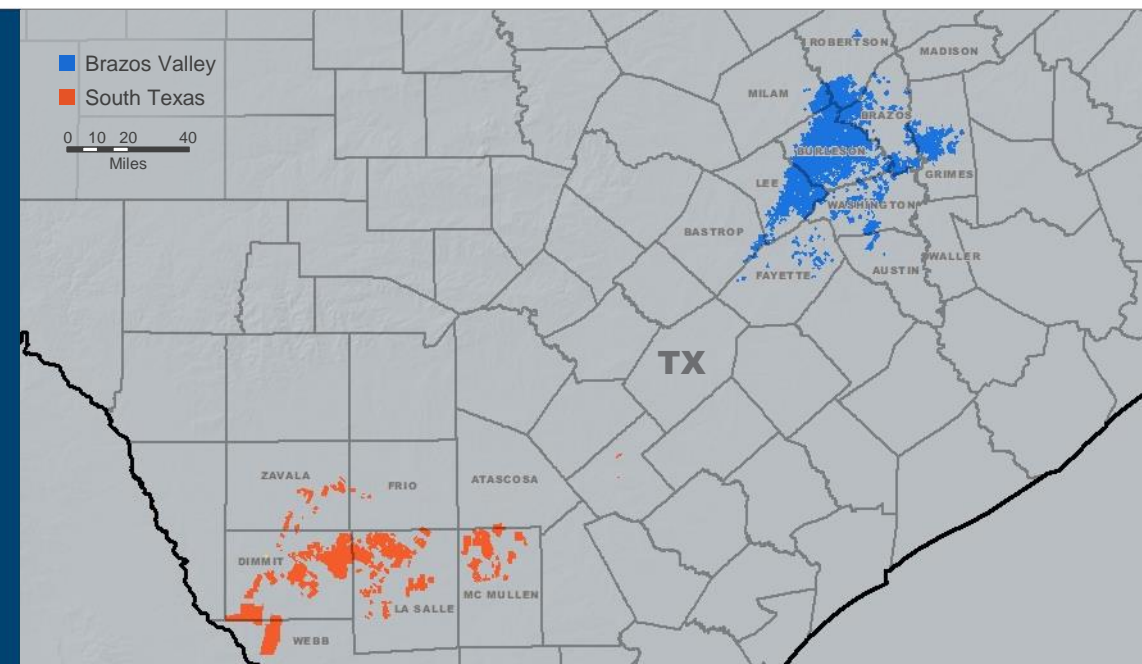 Brazos Valley
South Texas
0 10 20 40
Miles
ROBERTSON
MADISON
MILAM
BRAZOS
BURLESON
LEE
GRIMES
WASHINGTON
BASTROP
WALLER
AUSTIN
FAYETTE
TX
ZAVALA
FRIO
ATASCOSA
DIMMIT
MC MULLEN
LA SALLE
WEBB